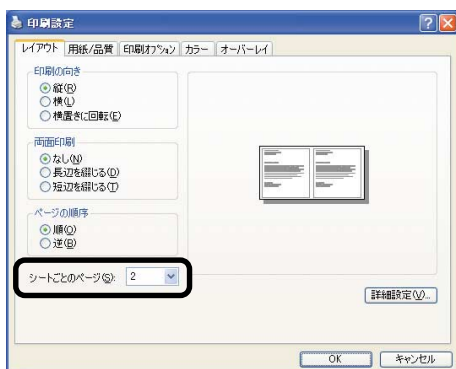 印刷設定
レイアウト 用紙/品質 印刷オプション カラー オーバーレイ
印刷の向き
縦(R)
横(L)
横置きに回転(E)
両面印刷
なし(N)
長辺を綴じる(D)
短辺を綴じる(T)
ページの順序
順(O)
逆(B)
シートごとのページ(S): 2
詳細設定(V)...
OK キャンセル